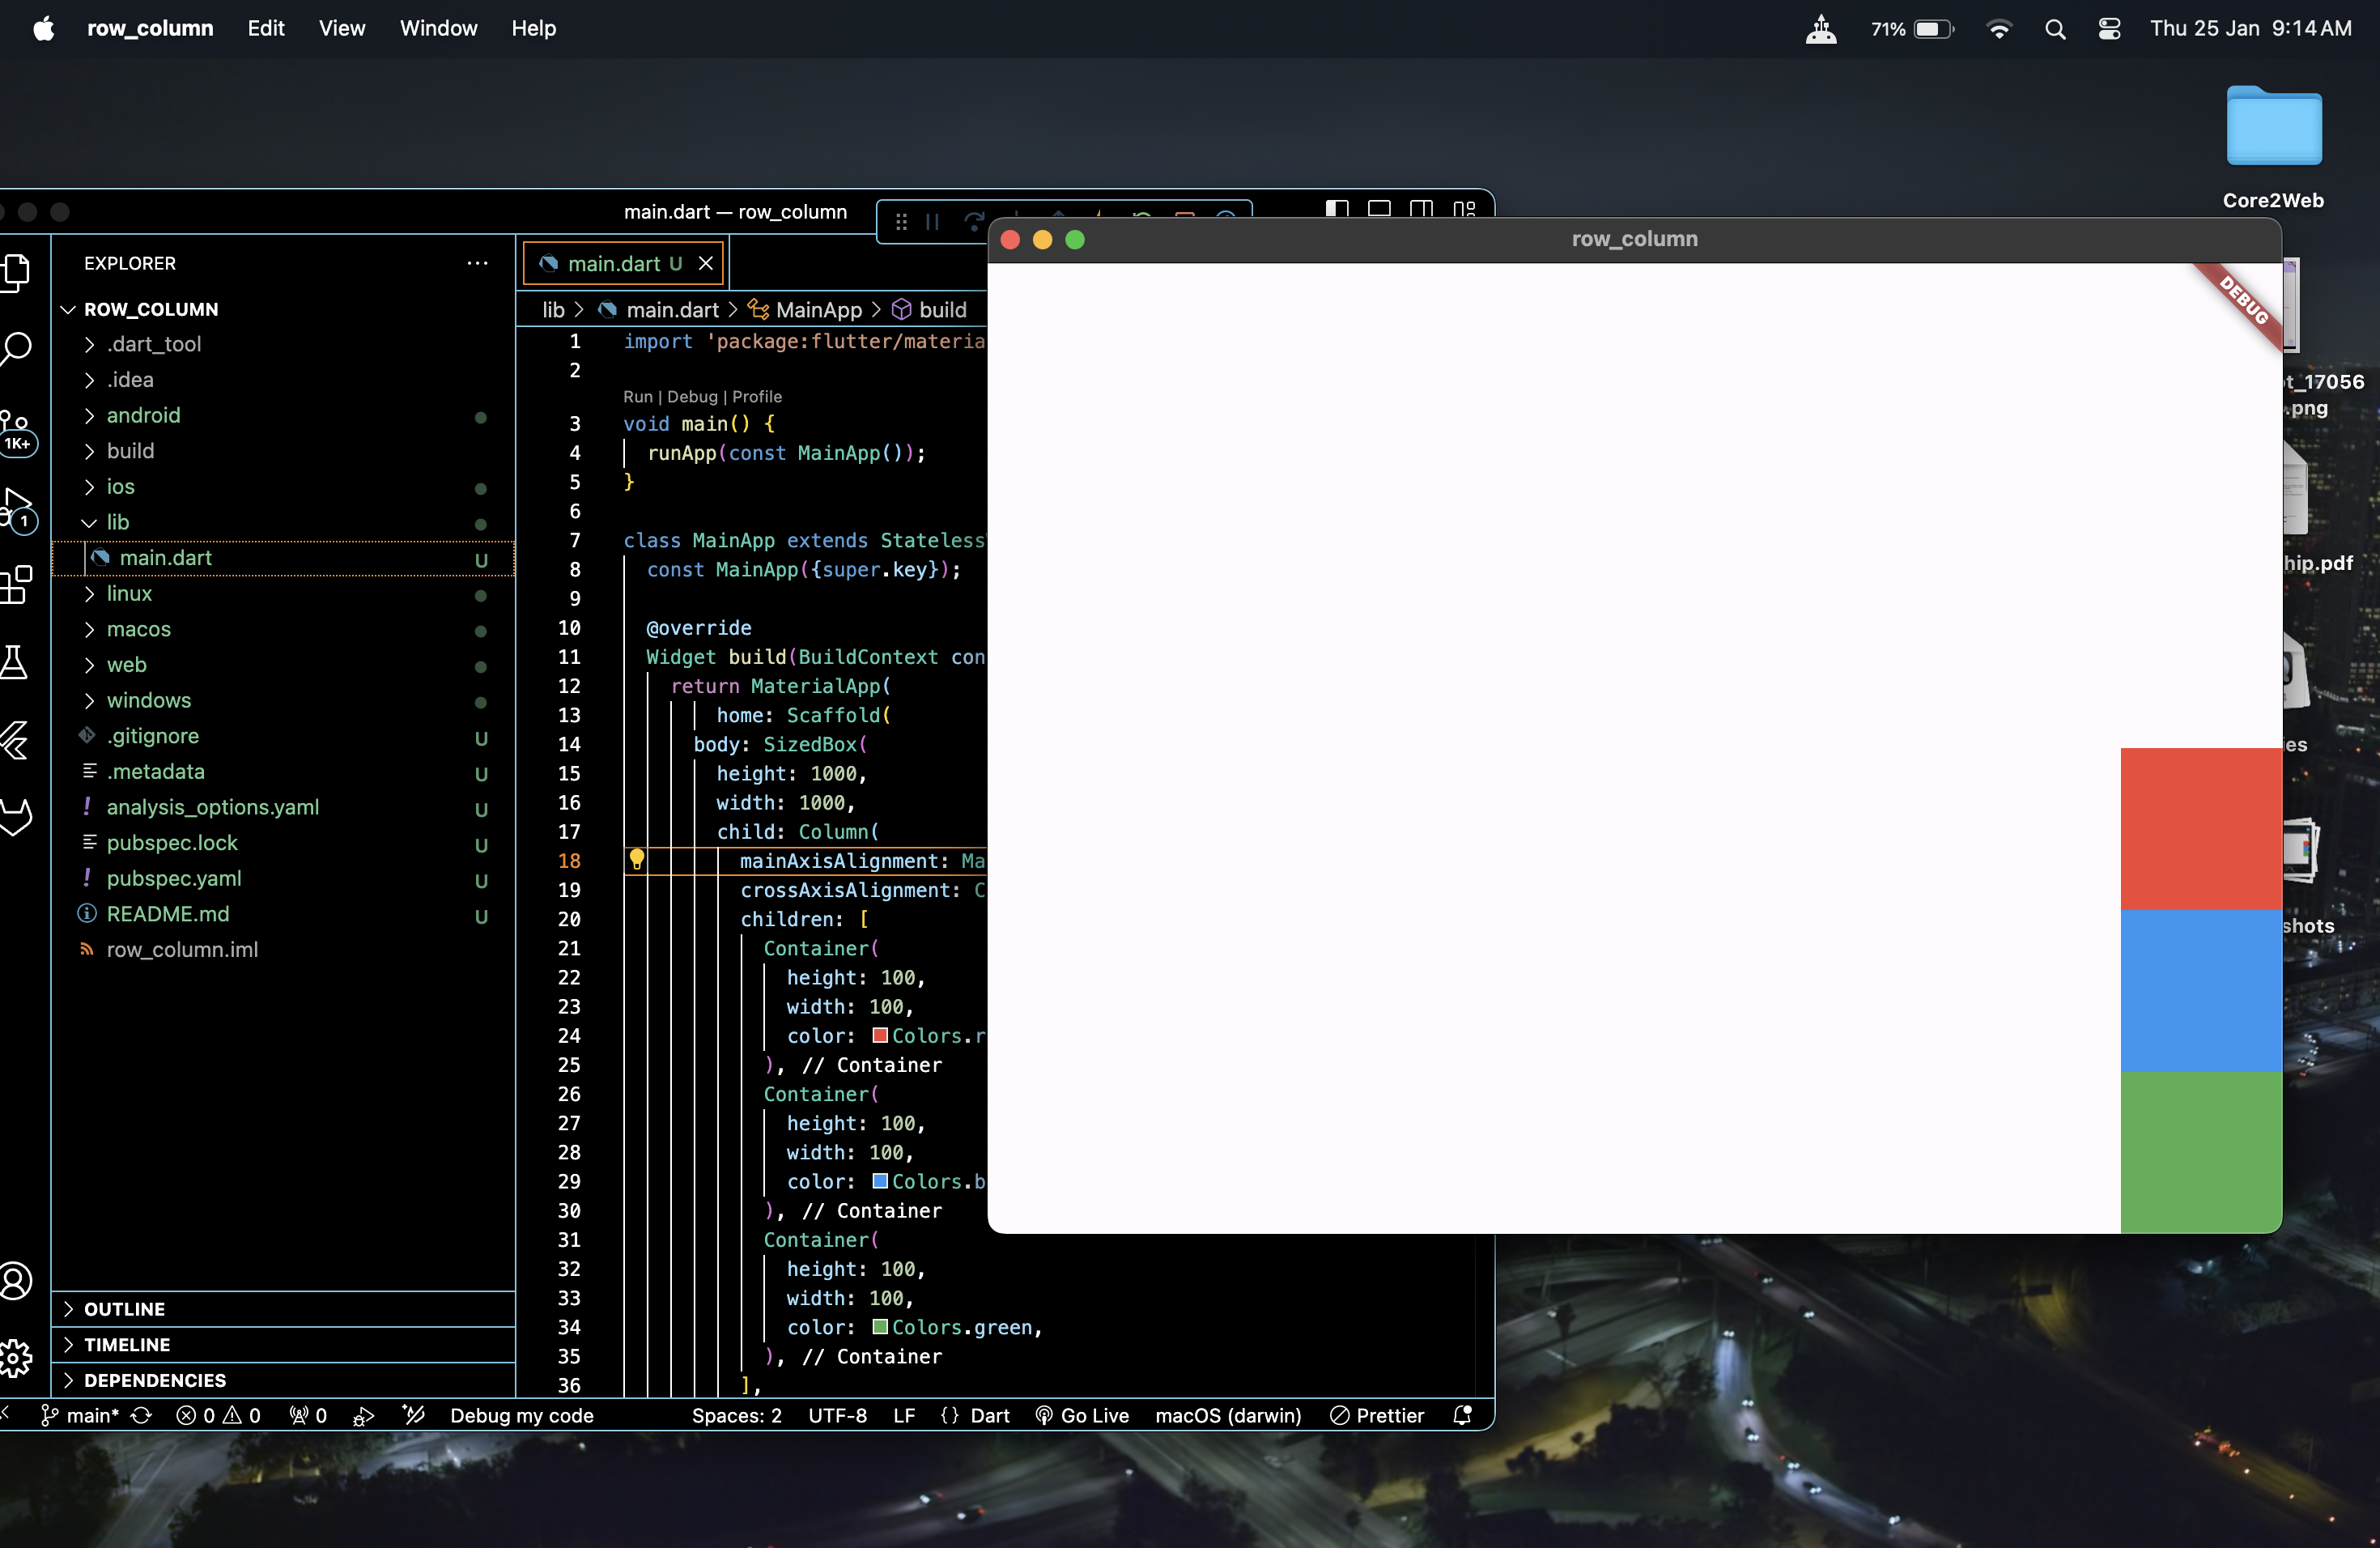 row_column Edit View Window Help
71% Thu 25 Jan 9:14 AM
Core2Web
main.dart — row_column
row_column
DEBUG
EXPLORER
ROW_COLUMN
.dart_tool
.idea
android
build
ios
lib
main.dart U
linux
macos
web
windows
.gitignore U
.metadata U
analysis_options.yaml U
pubspec.lock U
pubspec.yaml U
README.md U
row_column.iml
OUTLINE
TIMELINE
DEPENDENCIES
1K+
1
main.dart U
lib > main.dart > MainApp > build
1 import 'package:flutter/materia
2
Run | Debug | Profile
3 void main() {
4 runApp(const MainApp());
5 }
6
7 class MainApp extends Stateless
8 const MainApp({super.key});
9
10 @override
11 Widget build(BuildContext con
12 return MaterialApp(
13 home: Scaffold(
14 body: SizedBox(
15 height: 1000,
16 width: 1000,
17 child: Column(
18 mainAxisAlignment: Ma
19 crossAxisAlignment: C
20 children: [
21 Container(
22 height: 100,
23 width: 100,
24 color: Colors.r
25 ), // Container
26 Container(
27 height: 100,
28 width: 100,
29 color: Colors.b
30 ), // Container
31 Container(
32 height: 100,
33 width: 100,
34 color: Colors.green,
35 ), // Container
36 ],
main* 0 0 0 Debug my code Spaces: 2 UTF-8 LF {} Dart Go Live macOS (darwin) Prettier
t_17056
.png
hip.pdf
ies
shots